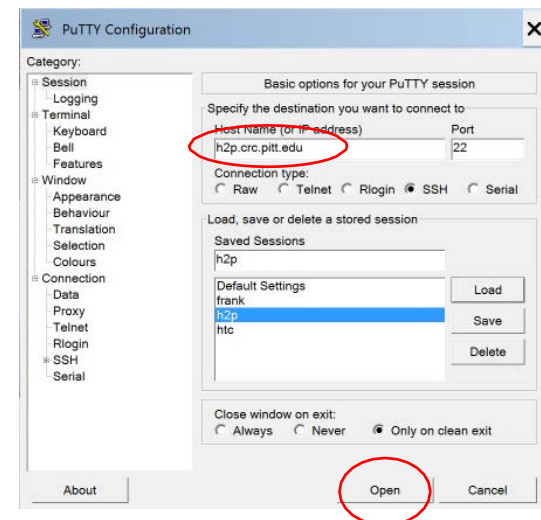 PuTTY Configuration
Category:
Session
Logging
Terminal
Keyboard
Bell
Features
Window
Appearance
Behaviour
Translation
Selection
Colours
Connection
Data
Proxy
Telnet
Rlogin
SSH
Serial
Basic options for your PuTTY session
Specify the destination you want to connect to
Host Name (or IP address) Port
h2p.crc.pitt.edu 22
Connection type:
Raw Telnet Rlogin SSH Serial
Load, save or delete a stored session
Saved Sessions
h2p
Default Settings
frank
h2p
htc
Load
Save
Delete
Close window on exit:
Always Never Only on clean exit
About Open Cancel